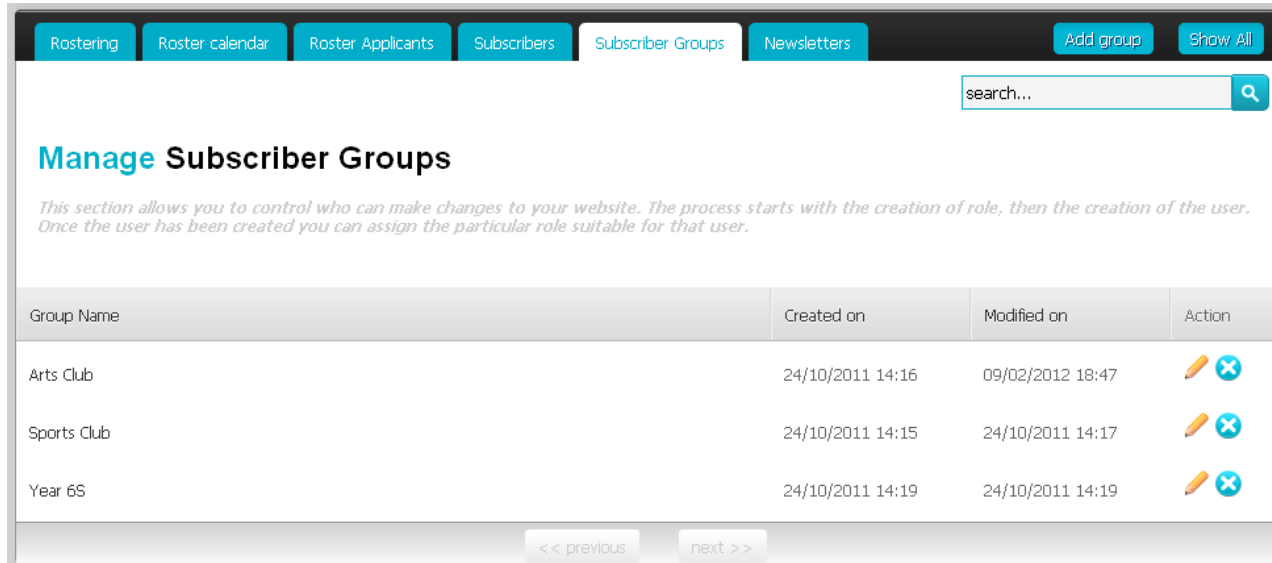 Rostering Roster calendar Roster Applicants Subscribers Subscriber Groups Newsletters Add group Show All
search...
Manage Subscriber Groups
This section allows you to control who can make changes to your website. The process starts with the creation of role, then the creation of the user.
Once the user has been created you can assign the particular role suitable for that user.
Group Name Created on Modified on Action
Arts Club 24/10/2011 14:16 09/02/2012 18:47
Sports Club 24/10/2011 14:15 24/10/2011 14:17
Year 6S 24/10/2011 14:19 24/10/2011 14:19
<< previous next >>